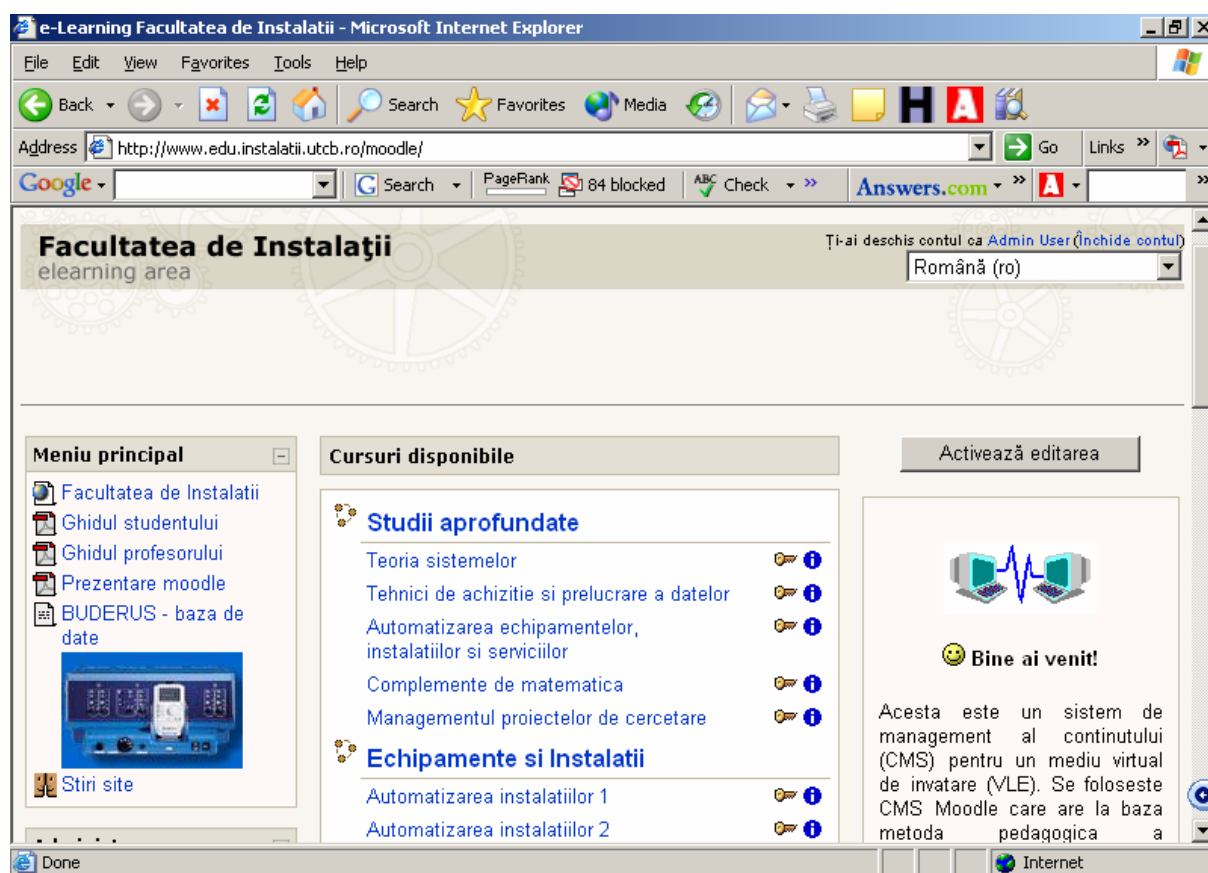 e-Learning Facultatea de Instalatii - Microsoft Internet Explorer
File Edit View Favorites Tools Help
Back Search Favorites Media
Address http://www.edu.instalatii.utcb.ro/moodle/ Go Links »
Google Search PageRank 84 blocked ABC Check » Answers.com » »
Facultatea de Instalaţii
elearning area
Ţi-ai deschis contul ca Admin User (Închide contul)
Română (ro)
Meniu principal
Facultatea de Instalatii
Ghidul studentului
Ghidul profesorului
Prezentare moodle
BUDERUS - baza de
date
Stiri site
Cursuri disponibile
Studii aprofundate
Teoria sistemelor
Tehnici de achizitie si prelucrare a datelor
Automatizarea echipamentelor,
instalatiilor si serviciilor
Complemente de matematica
Managementul proiectelor de cercetare
Echipamente si Instalatii
Automatizarea instalatiilor 1
Automatizarea instalatiilor 2
Activează editarea
Bine ai venit!
Acesta este un sistem de
management al continutului
(CMS) pentru un mediu virtual
de invatare (VLE). Se foloseste
CMS Moodle care are la baza
metoda pedagogica a
Done Internet